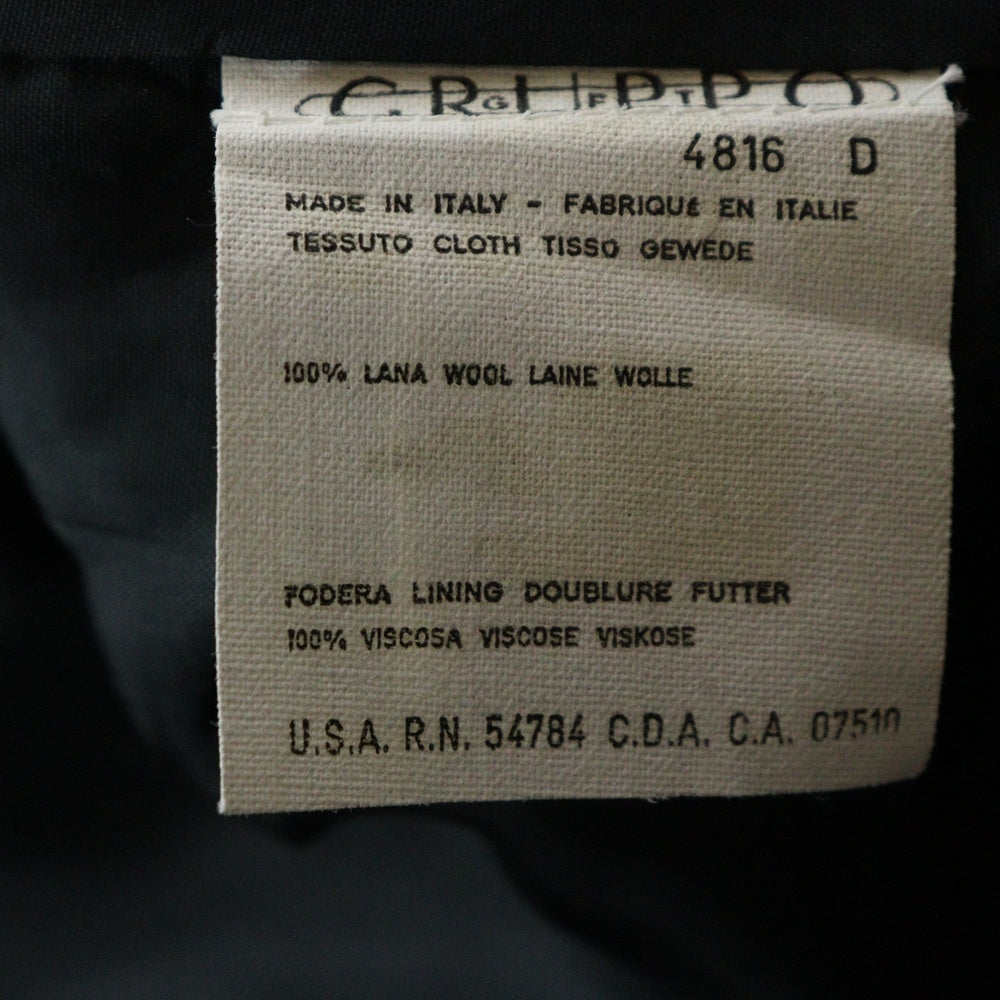 4816 D
MADE IN ITALY - FABRIQUÉ EN ITALIE
TESSUTO CLOTH TISSO GEWEDE
100% LANA WOOL LAINE WOLLE
FODERA LINING DOUBLURE FUTTER
100% VISCOSA VISCOSE VISKOSE
U.S.A. R.N. 54784 C.D.A. C.A. 07510